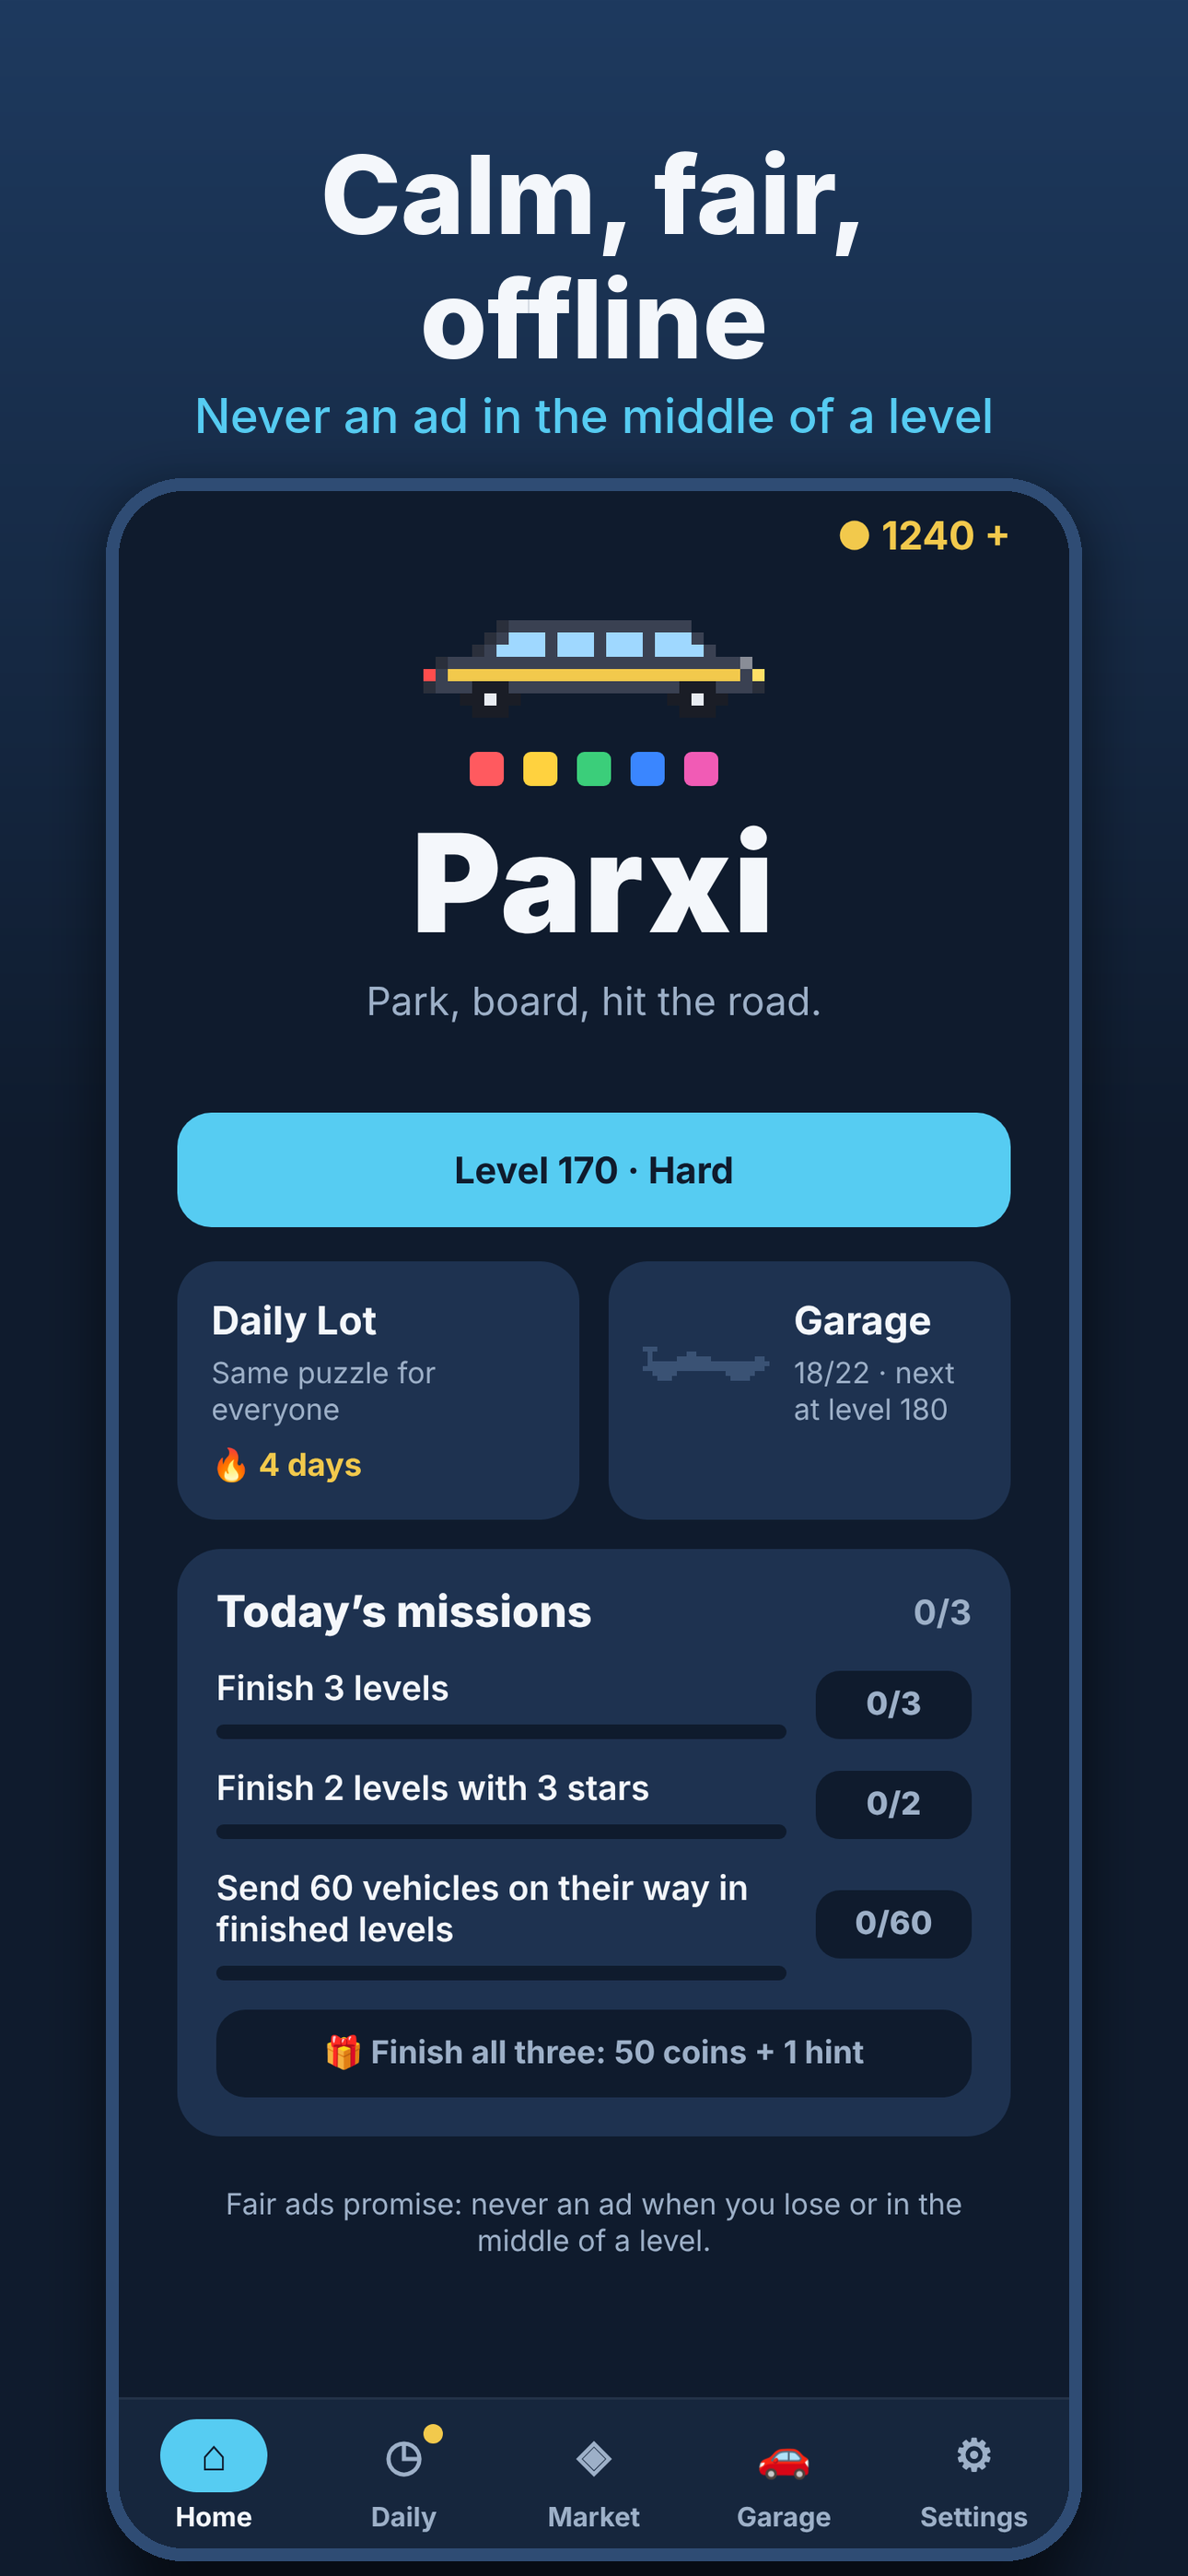 Calm, fair,
offline
Never an ad in the middle of a level
1240 +
Parxi
Park, board, hit the road.
Level 170 · Hard
Daily Lot
Same puzzle for
everyone
🔥 4 days
Garage
18/22 · next
at level 180
Today’s missions
0/3
Finish 3 levels
0/3
Finish 2 levels with 3 stars
0/2
Send 60 vehicles on their way in
finished levels
0/60
🎁 Finish all three: 50 coins + 1 hint
Fair ads promise: never an ad when you lose or in the
middle of a level.
Home
Daily
Market
Garage
Settings